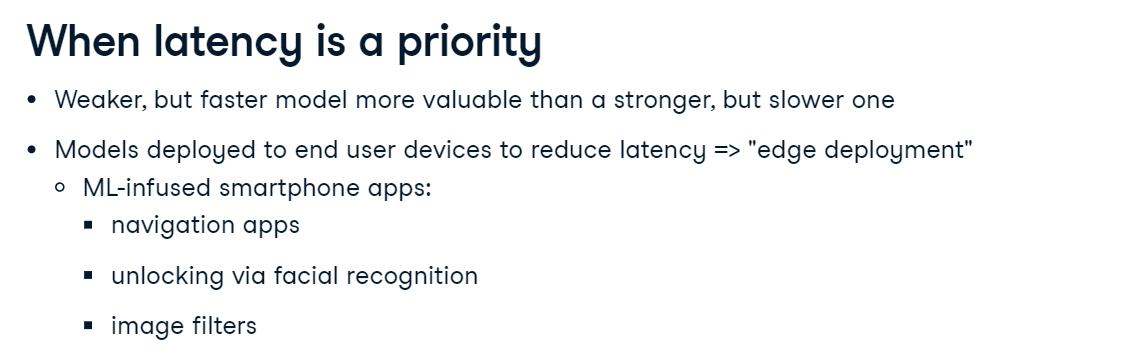 When latency is a priority
• Weaker, but faster model more valuable than a stronger, but slower one
• Models deployed to end user devices to reduce latency => "edge deployment"
○ ML-infused smartphone apps:
▪ navigation apps
▪ unlocking via facial recognition
▪ image filters